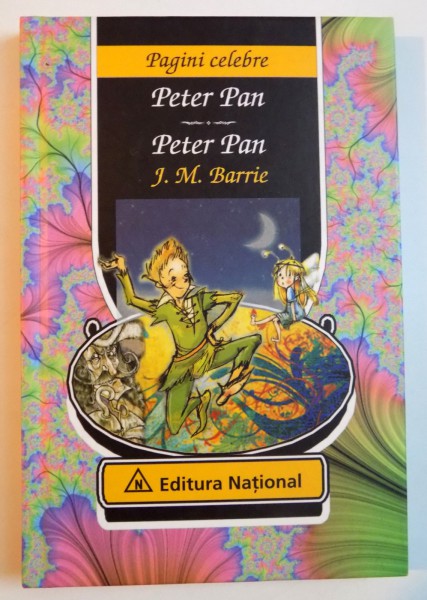 Pagini celebre
Peter Pan
Peter Pan
J. M. Barrie
N Editura Național